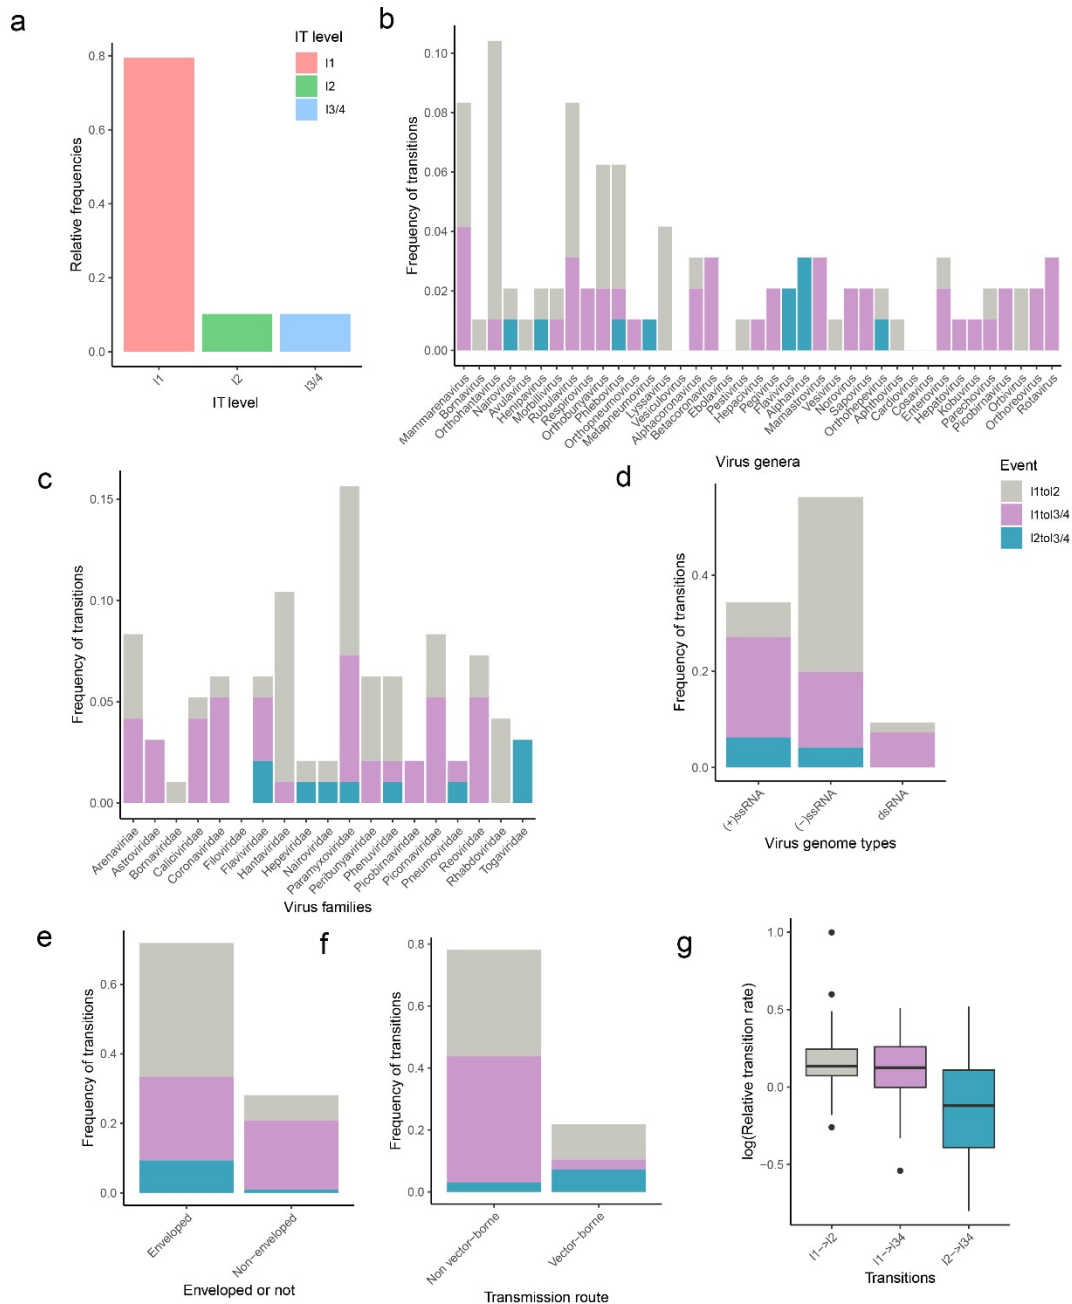 a
IT level
I1
I2
I3/4
0.8
0.6
0.4
0.2
0.0
Relative frequencies
I1
I2
I3/4
IT level
b
0.10
0.08
0.06
0.04
0.02
0.00
Frequency of transitions
Mammarenavirus
Bornavirus
Orthohantavirus
Nairovirus
Avulavirus
Henipavirus
Morbillivirus
Rubulavirus
Respirovirus
Orthobunyavirus
Phlebovirus
Orthopneumovirus
Metapneumovirus
Lyssavirus
Vesiculovirus
Alphacoronavirus
Betacoronavirus
Ebolavirus
Pestivirus
Hepacivirus
Pegivirus
Flavivirus
Alphavirus
Mamastrovirus
Vesivirus
Norovirus
Sapovirus
Orthohepevirus
Aphthovirus
Cardiovirus
Cosavirus
Enterovirus
Hepatovirus
Kobuvirus
Parechovirus
Picobirnavirus
Orbivirus
Orthoreovirus
Rotavirus
Virus genera
c
0.15
0.10
0.05
0.00
Frequency of transitions
Arenaviriae
Astroviridae
Bornaviridae
Caliciviridae
Coronaviridae
Filoviridae
Flaviviridae
Hantaviridae
Hepeviridae
Nairoviridae
Paramyxoviridae
Peribunyaviridae
Phenuviridae
Picobirnaviridae
Picornaviridae
Pneumoviridae
Reoviridae
Rhabdoviridae
Togaviridae
Virus families
d
Event
I1toI2
I1toI3/4
I2toI3/4
0.4
0.2
0.0
Frequency of transitions
(+)ssRNA
(−)ssRNA
dsRNA
Virus genome types
e
0.6
0.4
0.2
0.0
Frequency of transitions
Enveloped
Non−enveloped
Enveloped or not
f
0.8
0.6
0.4
0.2
0.0
Frequency of transitions
Non vector−borne
Vector−borne
Transmission route
g
1.0
0.5
0.0
−0.5
log(Relative transition rate)
I1−>I2
I1−>I34
I2−>I34
Transitions